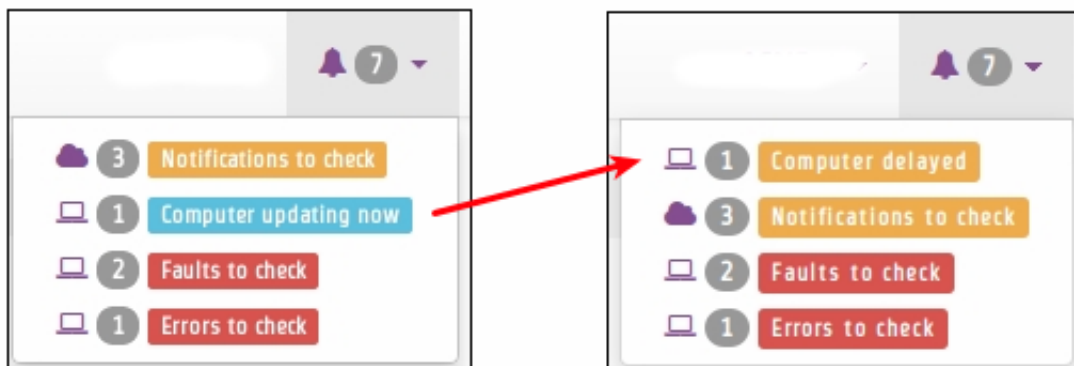 7
3 Notifications to check
1 Computer updating now
2 Faults to check
1 Errors to check
7
1 Computer delayed
3 Notifications to check
2 Faults to check
1 Errors to check